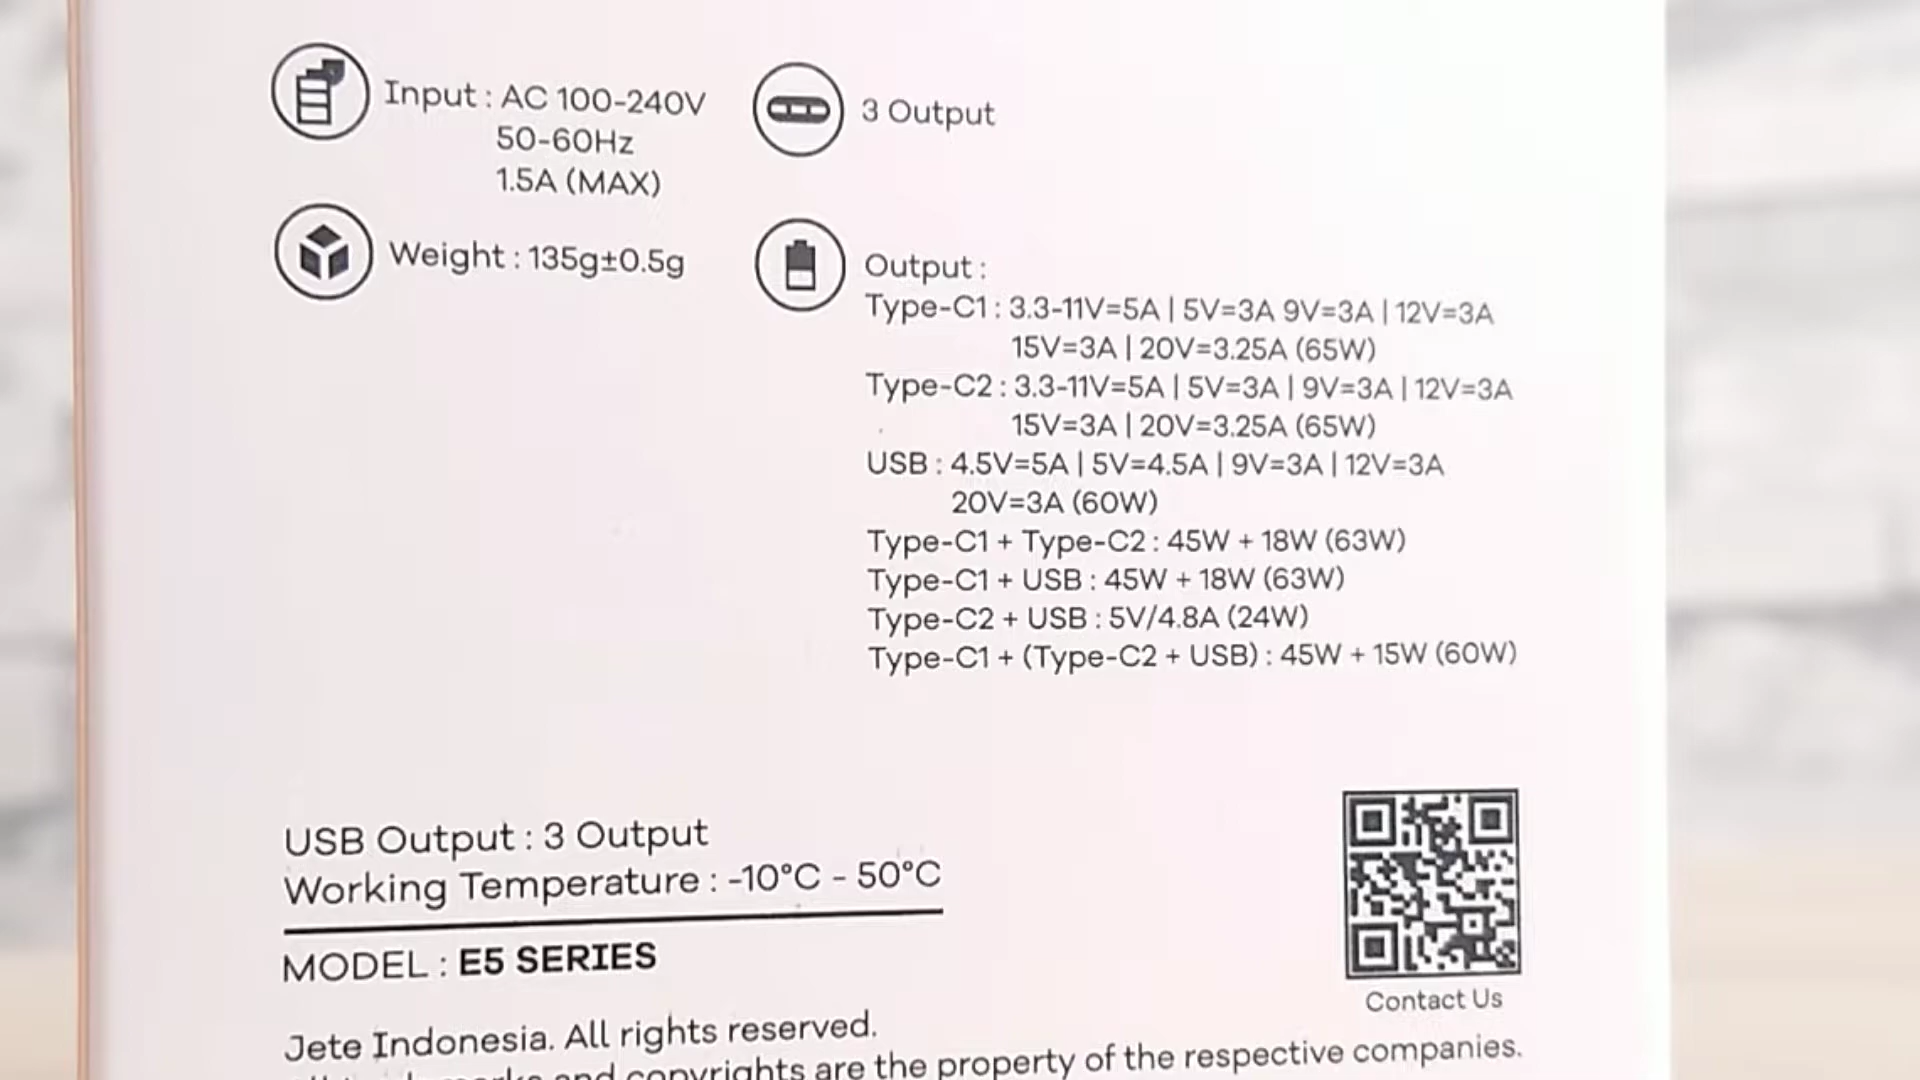 Input : AC 100-240V
50-60Hz
1.5A (MAX)
Weight : 135g±0.5g
3 Output
Output :
Type-C1 : 3.3-11V=5A | 5V=3A 9V=3A | 12V=3A
15V=3A | 20V=3.25A (65W)
Type-C2 : 3.3-11V=5A | 5V=3A | 9V=3A | 12V=3A
15V=3A | 20V=3.25A (65W)
USB : 4.5V=5A | 5V=4.5A | 9V=3A | 12V=3A
20V=3A (60W)
Type-C1 + Type-C2 : 45W + 18W (63W)
Type-C1 + USB : 45W + 18W (63W)
Type-C2 + USB : 5V/4.8A (24W)
Type-C1 + (Type-C2 + USB) : 45W + 15W (60W)
USB Output : 3 Output
Working Temperature : -10°C - 50°C
MODEL : E5 SERIES
Contact Us
Jete Indonesia. All rights reserved.
and copyrights are the property of the respective companies.